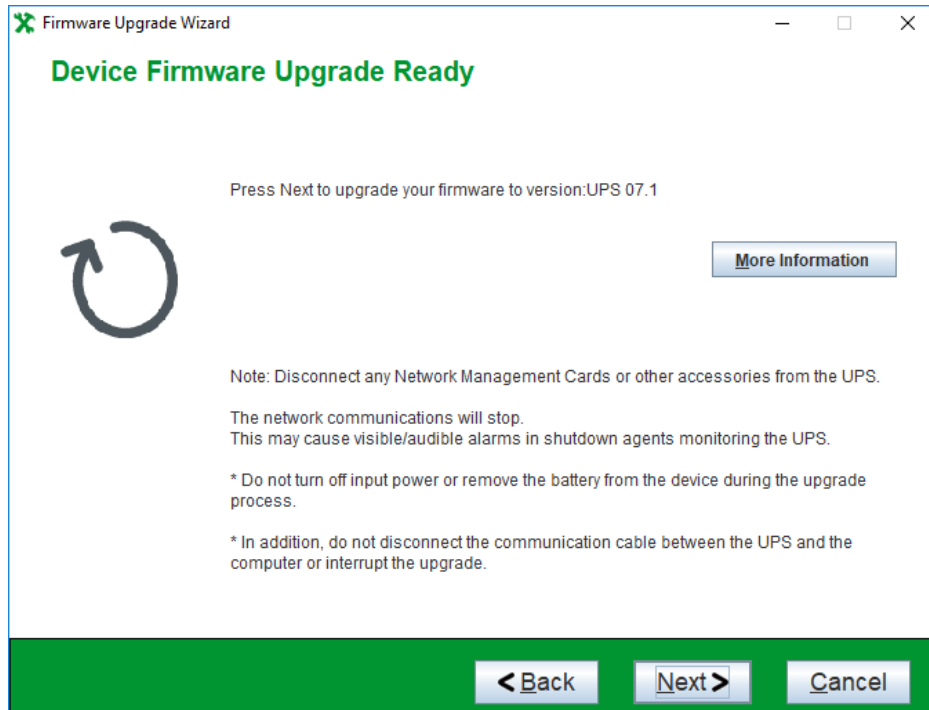 Firmware Upgrade Wizard
Device Firmware Upgrade Ready
Press Next to upgrade your firmware to version:UPS 07.1
More Information
Note: Disconnect any Network Management Cards or other accessories from the UPS.
The network communications will stop.
This may cause visible/audible alarms in shutdown agents monitoring the UPS.
* Do not turn off input power or remove the battery from the device during the upgrade
process.
* In addition, do not disconnect the communication cable between the UPS and the
computer or interrupt the upgrade.
< Back
Next >
Cancel